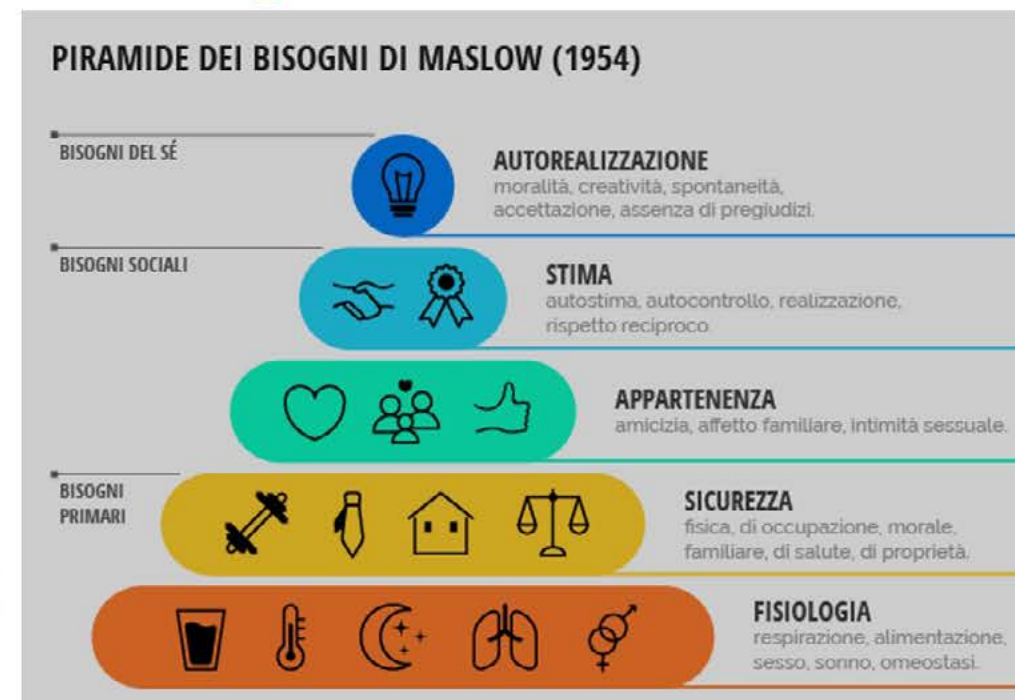 PIRAMIDE DEI BISOGNI DI MASLOW (1954)
BISOGNI DEL SÉ
AUTOREALIZZAZIONE
moralità, creatività, spontaneità,
accettazione, assenza di pregiudizi.
BISOGNI SOCIALI
STIMA
autostima, autocontrollo, realizzazione,
rispetto reciproco
APPARTENENZA
amicizia, affetto familiare, intimità sessuale.
BISOGNI
PRIMARI
SICUREZZA
fisica, di occupazione, morale,
familiare, di salute, di proprietà.
FISIOLOGIA
respirazione, alimentazione,
sesso, sonno, omeostasi.